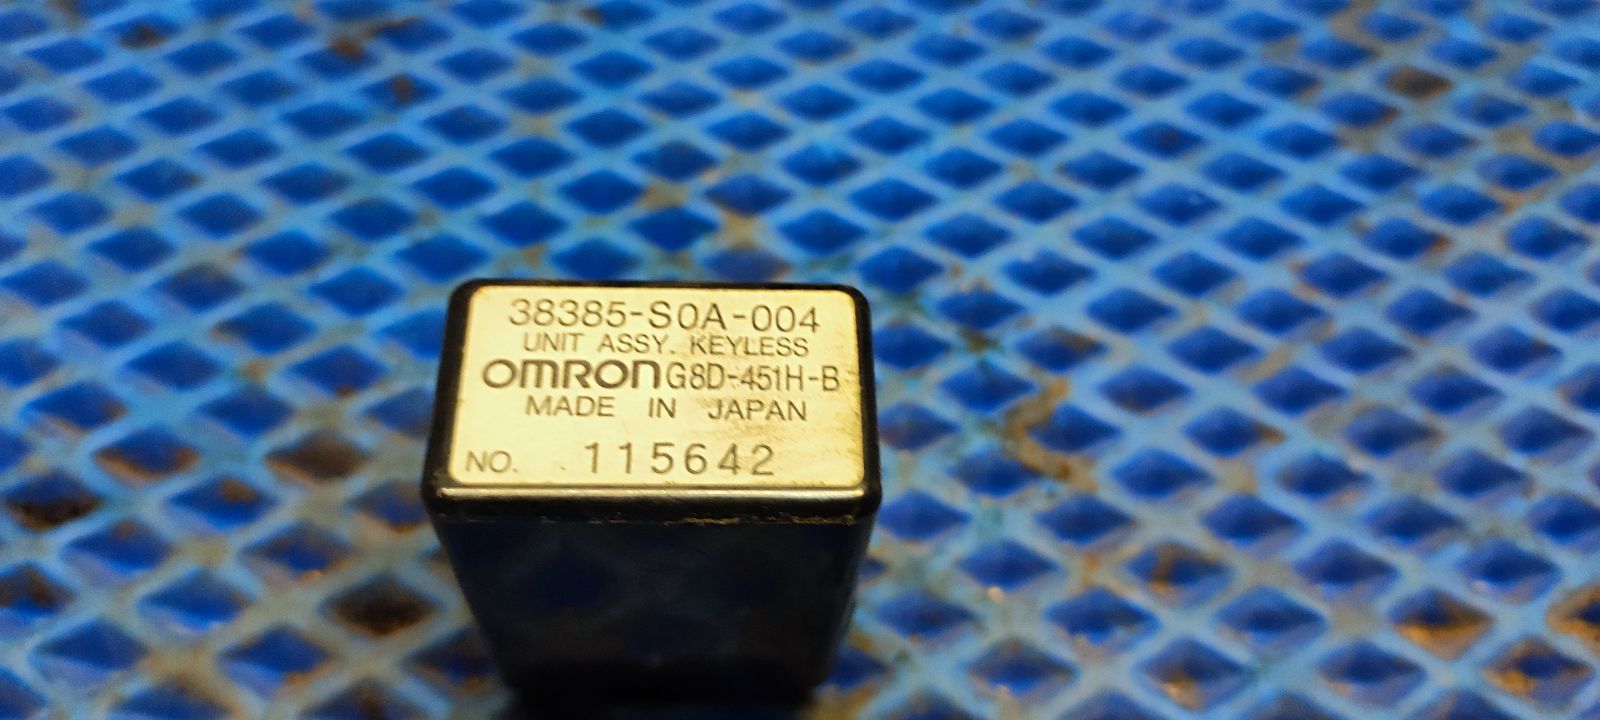 38385-S0A-004
UNIT ASSY. KEYLESS
OMRON G8D-451H-B
MADE IN JAPAN
NO. 115642